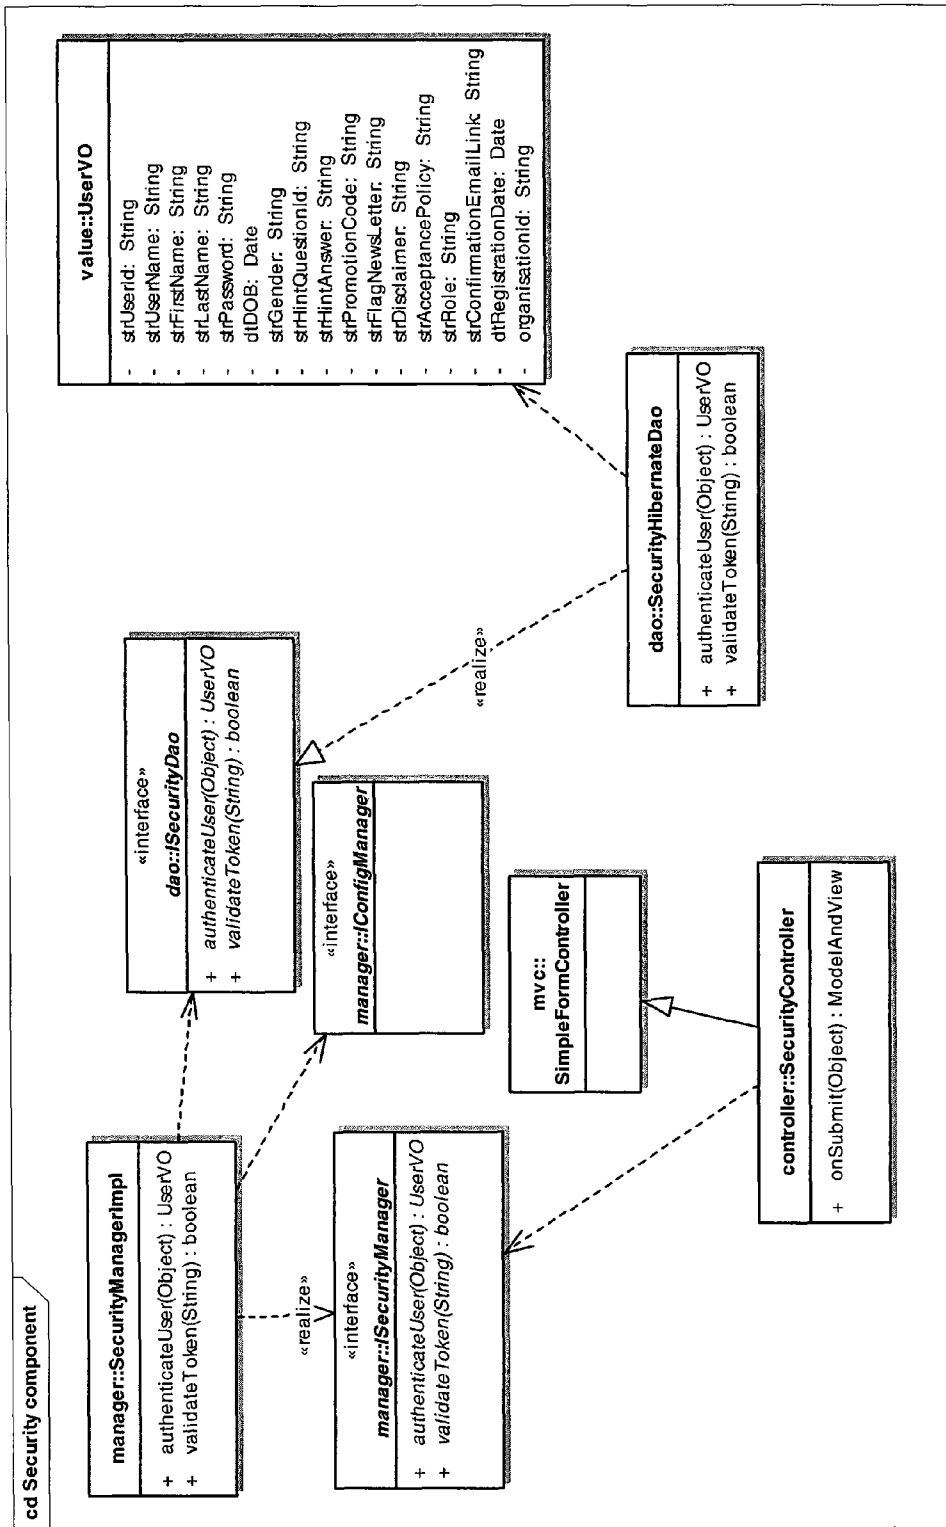 cd Security component
manager::SecurityManagerImpl
+ authenticateUser(Object) : UserVO
+ validateToken(String) : boolean
«realize»
«interface»
manager::ISecurityManager
+ authenticateUser(Object) : UserVO
+ validateToken(String) : boolean
«interface»
dao::ISecurityDao
+ authenticateUser(Object) : UserVO
+ validateToken(String) : boolean
«interface»
manager::IConfigManager
mvc::
SimpleFormController
controller::SecurityController
+ onSubmit(Object) : ModelAndView
«realize»
value::UserVO
- strUserId: String
- strUserName: String
- strFirstName: String
- strLastName: String
- strPassword: String
- dtDOB: Date
- strGender: String
- strHintQuestionId: String
- strHintAnswer: String
- strPromotionCode: String
- strFlagNewsLetter: String
- strDisclaimer: String
- strAcceptancePolicy: String
- strRole: String
- strConfirmationEmailLink: String
- dtRegistrationDate: Date
- organisationId: String
dao::SecurityHibernateDao
+ authenticateUser(Object) : UserVO
+ validateToken(String) : boolean